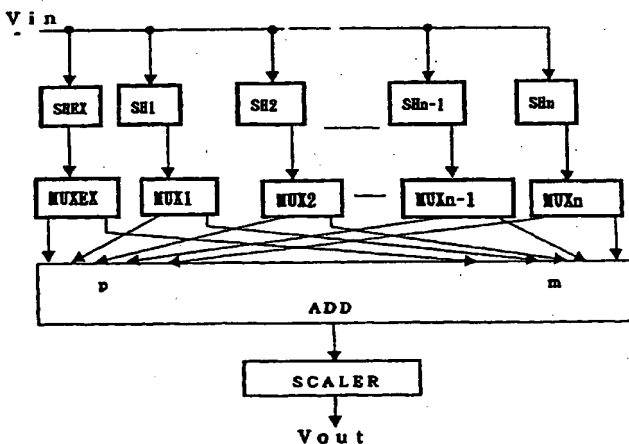 Vin
SHEX SH1 SH2 SHn-1 SHn
MUXEX MUX1 MUX2 MUXn-1 MUXn
p m
ADD
SCALER
Vout